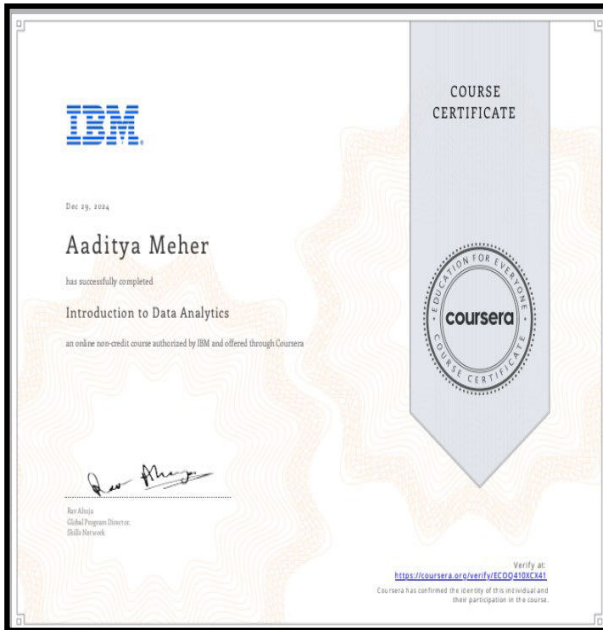 IBM.
COURSE
CERTIFICATE
Dec 29, 2024
Aaditya Meher
has successfully completed
Introduction to Data Analytics
an online non-credit course authorized by IBM and offered through Coursera
EDUCATION FOR EVERYONE
coursera
COURSE CERTIFICATE
Rav Ahuja
Global Program Director,
Skills Network
Verify at:
https://coursera.org/verify/ECOO410XCX41
Coursera has confirmed the identity of this individual and
their participation in the course.